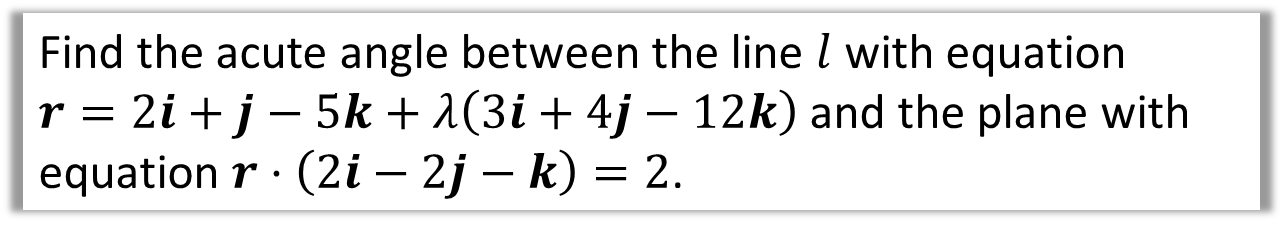 Find the acute angle between the line l with equation
r = 2i + j − 5k + λ(3i + 4j − 12k) and the plane with
equation r · (2i − 2j − k) = 2.